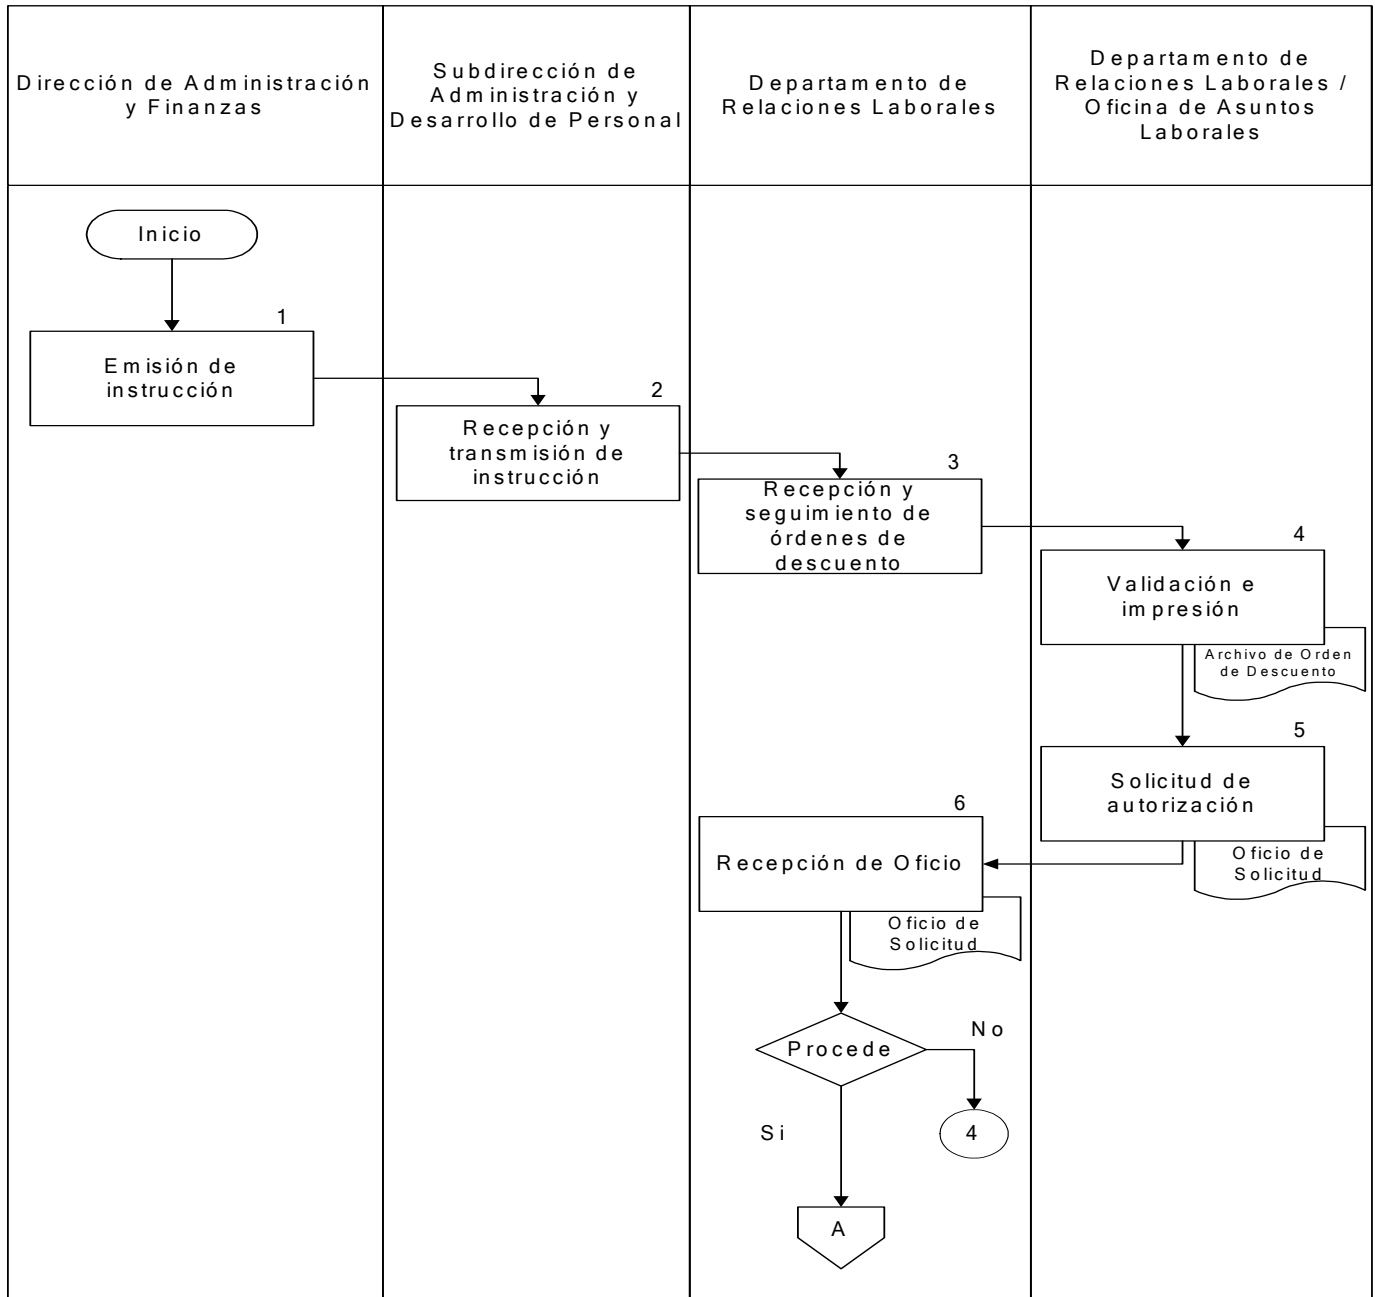 Dirección de Administración
y Finanzas
Subdirección de
Administración y
Desarrollo de Personal
Departamento de
Relaciones Laborales
Departamento de
Relaciones Laborales /
Oficina de Asuntos
Laborales
Inicio
1
Emisión de
instrucción
2
Recepción y
transmisión de
instrucción
3
Recepción y
seguimiento de
órdenes de
descuento
4
Validación e
impresión
Archivo de Orden
de Descuento
5
Solicitud de
autorización
Oficio de
Solicitud
6
Recepción de Oficio
Oficio de
Solicitud
Procede
No
4
Si
A